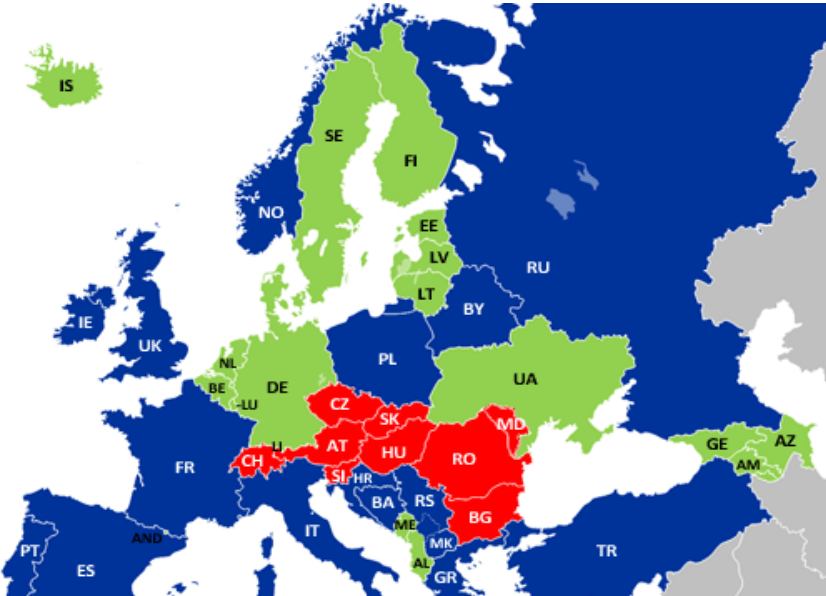 IS
SE
FI
NO
EE
LV
RU
LT
IE
BY
UK
PL
NL
UA
BE
DE
LU
CZ
SK
MD
GE
AZ
LI
AT
HU
CH
RO
AM
FR
SI
HR
BA
RS
BG
ME
IT
AND
MK
PT
TR
AL
ES
GR